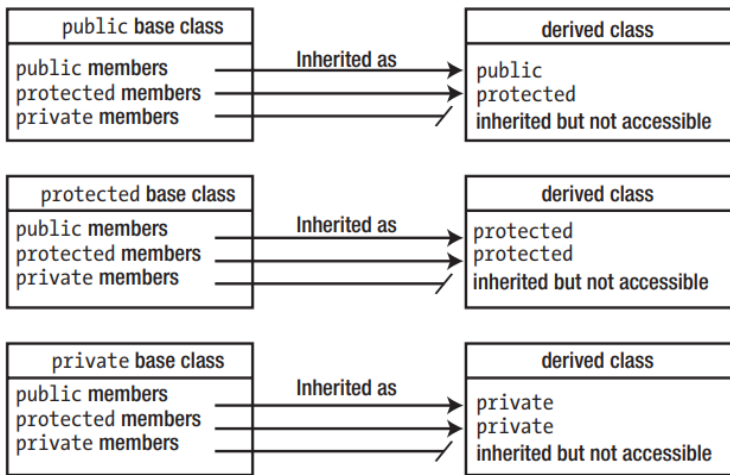 public base class
public members
protected members
private members
Inherited as
derived class
public
protected
inherited but not accessible
protected base class
public members
protected members
private members
Inherited as
derived class
protected
protected
inherited but not accessible
private base class
public members
protected members
private members
Inherited as
derived class
private
private
inherited but not accessible